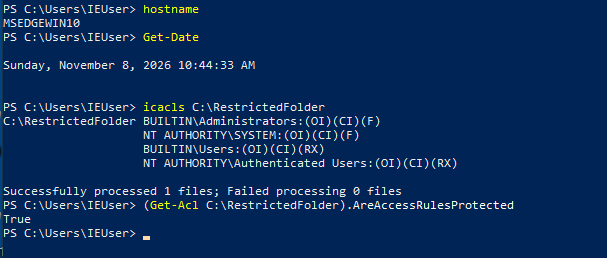 PS C:\Users\IEUser> hostname
MSEDGEWIN10
PS C:\Users\IEUser> Get-Date
Sunday, November 8, 2026 10:44:33 AM
PS C:\Users\IEUser> icacls C:\RestrictedFolder
C:\RestrictedFolder BUILTIN\Administrators:(OI)(CI)(F)
NT AUTHORITY\SYSTEM:(OI)(CI)(F)
BUILTIN\Users:(OI)(CI)(RX)
NT AUTHORITY\Authenticated Users:(OI)(CI)(RX)
Successfully processed 1 files; Failed processing 0 files
PS C:\Users\IEUser> (Get-Acl C:\RestrictedFolder).AreAccessRulesProtected
True
PS C:\Users\IEUser>